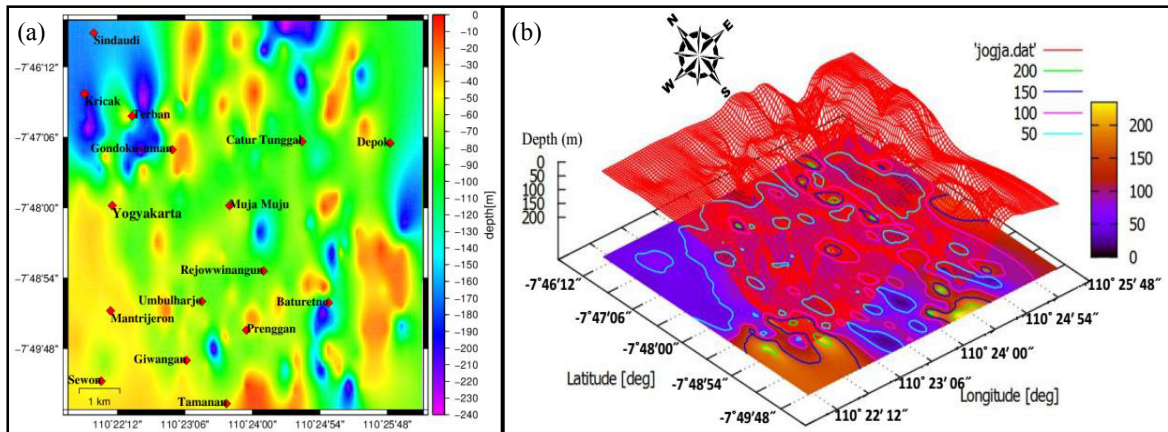 (a)
Sindaudi
Kricak
Terban
Gondokusuman
Catur Tunggal
Depok
Yogyakarta
Muja Muju
Rejowwinangun
Umbulharjo
Baturetno
Mantrijeron
Prenggan
Giwangan
Sewon
Tamanan
1 km
-7°46'12"
-7°47'06"
-7°48'00"
-7°48'54"
-7°49'48"
110°22'12" 110°23'06" 110°24'00" 110°24'54" 110°25'48"
0
-10
-20
-30
-40
-50
-60
-70
-80
-90
-100
-110
-120
-130
-140
-150
-160
-170
-180
-190
-200
-210
-220
-230
-240
depth[m]
(b)
N
E
W
S
'jogja.dat'
200
150
100
50
Depth (m)
0
50
100
150
200
200
150
100
50
0
-7°46'12"
-7°47'06"
-7°48'00"
-7°48'54"
-7°49'48"
Latitude [deg]
110° 25' 48"
110° 24' 54"
110° 24' 00"
110° 23' 06"
110° 22' 12"
Longitude [deg]